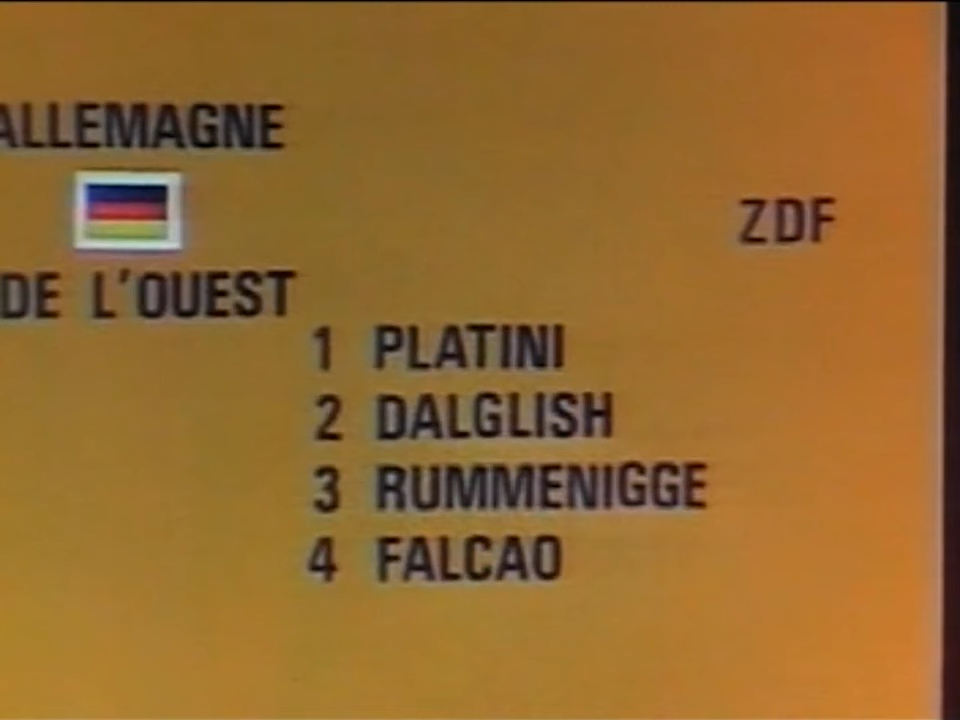 ALLEMAGNE
ZDF
DE L'OUEST
1 PLATINI
2 DALGLISH
3 RUMMENIGGE
4 FALCAO